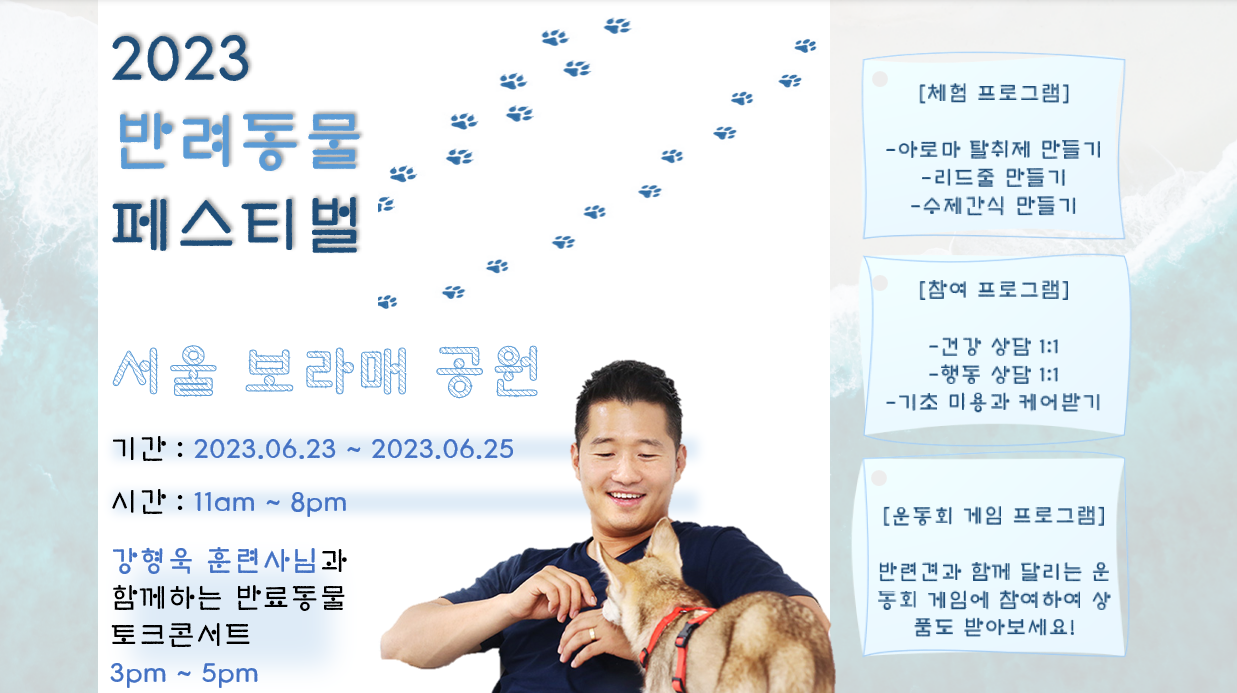 2023
반려동물
페스티벌
서울 보라매 공원
기간 : 2023.06.23 ~ 2023.06.25
시간 : 11am ~ 8pm
강형욱 훈련사님과
함께하는 반료동물
토크콘서트
3pm ~ 5pm
[체험 프로그램]
-아로마 탈취제 만들기
-리드줄 만들기
-수제간식 만들기
[참여 프로그램]
-건강 상담 1:1
-행동 상담 1:1
-기초 미용과 케어받기
[운동회 게임 프로그램]
반련견과 함께 달리는 운
동회 게임에 참여하여 상
품도 받아보세요!